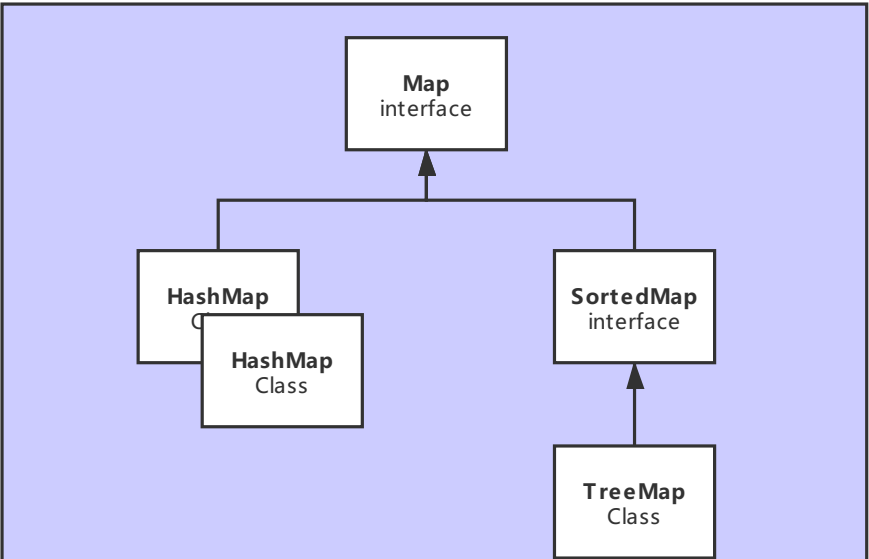 Map
interface
HashMap
SortedMap
interface
HashMap
Class
TreeMap
Class